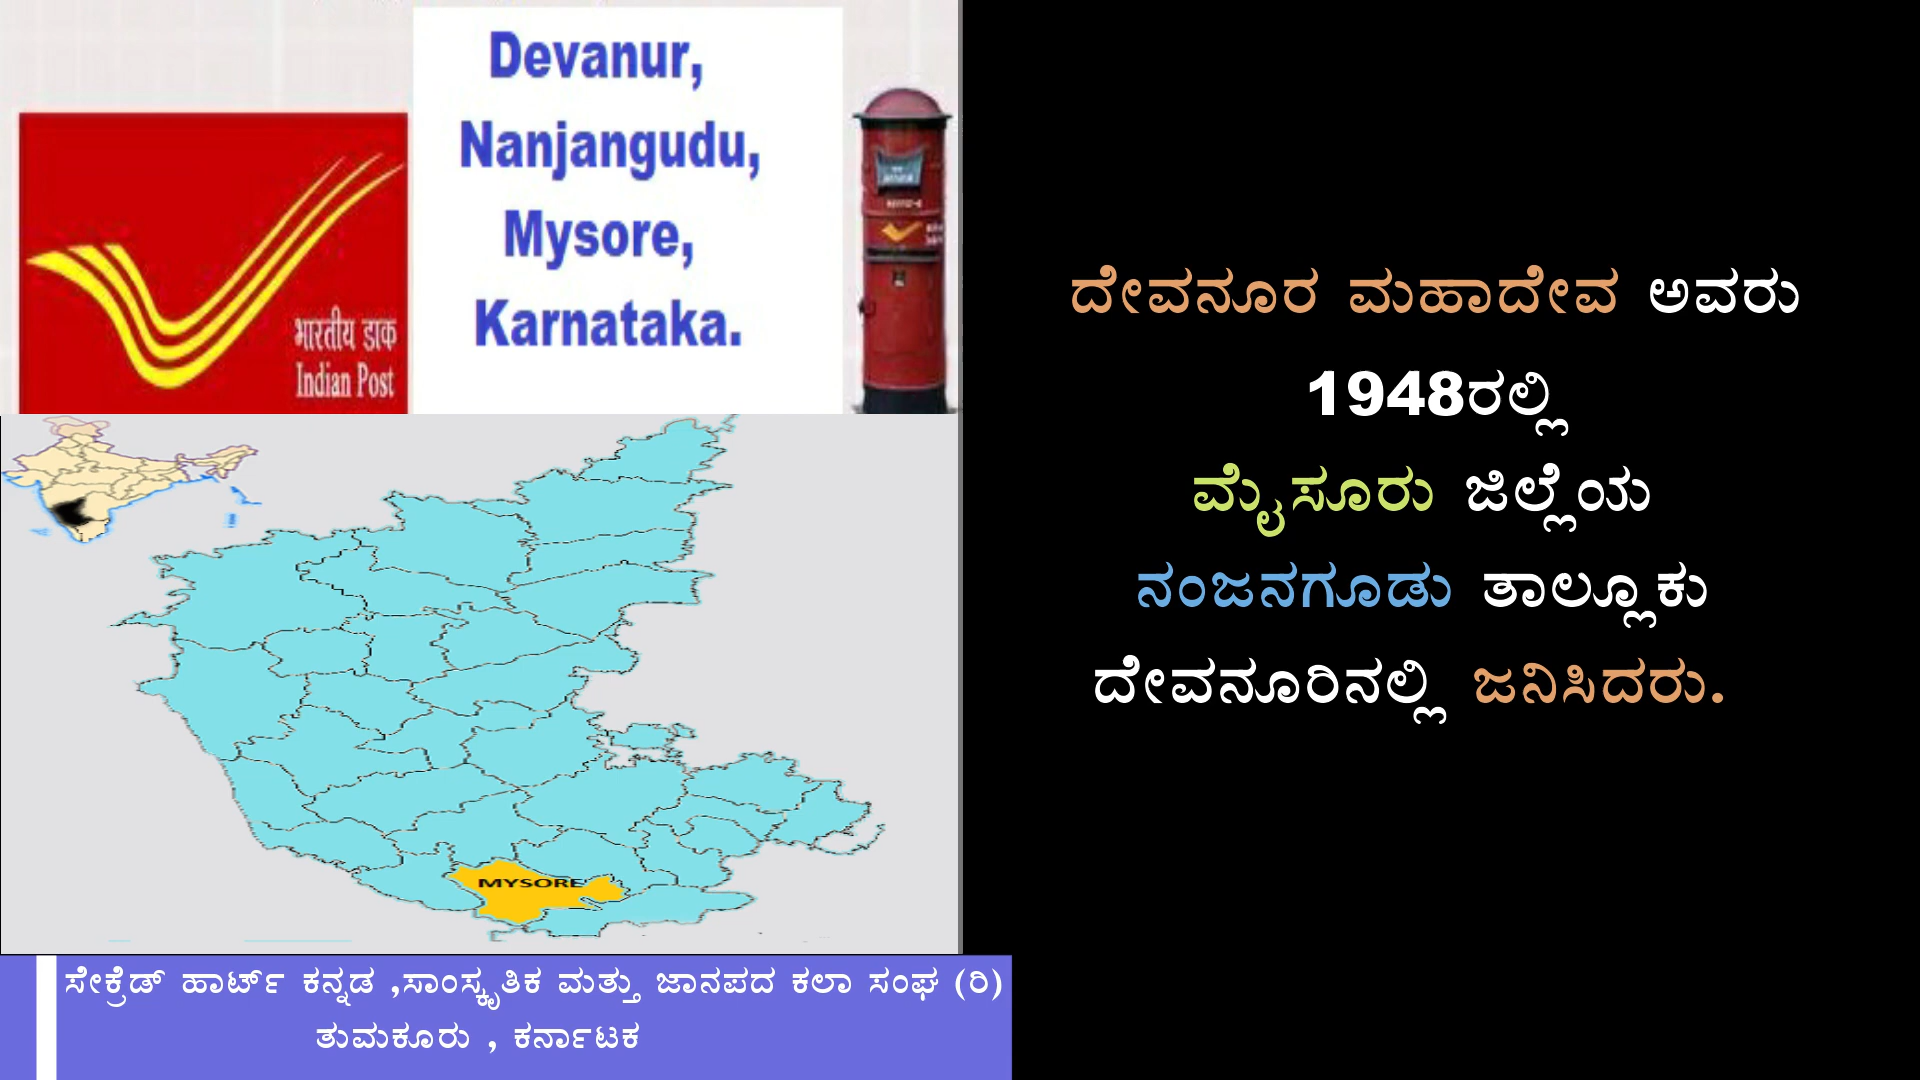 Devanur,
Nanjangudu,
Mysore,
Karnataka.
भारतीय डाक
Indian Post
MYSORE
ದೇವನೂರ ಮಹಾದೇವ ಅವರು
1948ರಲ್ಲಿ
ಮೈಸೂರು ಜಿಲ್ಲೆಯ
ನಂಜನಗೂಡು ತಾಲ್ಲೂಕು
ದೇವನೂರಿನಲ್ಲಿ ಜನಿಸಿದರು.
ಸೇಕ್ರೆಡ್ ಹಾರ್ಟ್ ಕನ್ನಡ ,ಸಾಂಸ್ಕೃತಿಕ ಮತ್ತು ಜಾನಪದ ಕಲಾ ಸಂಘ (ರಿ)
ತುಮಕೂರು , ಕರ್ನಾಟಕ